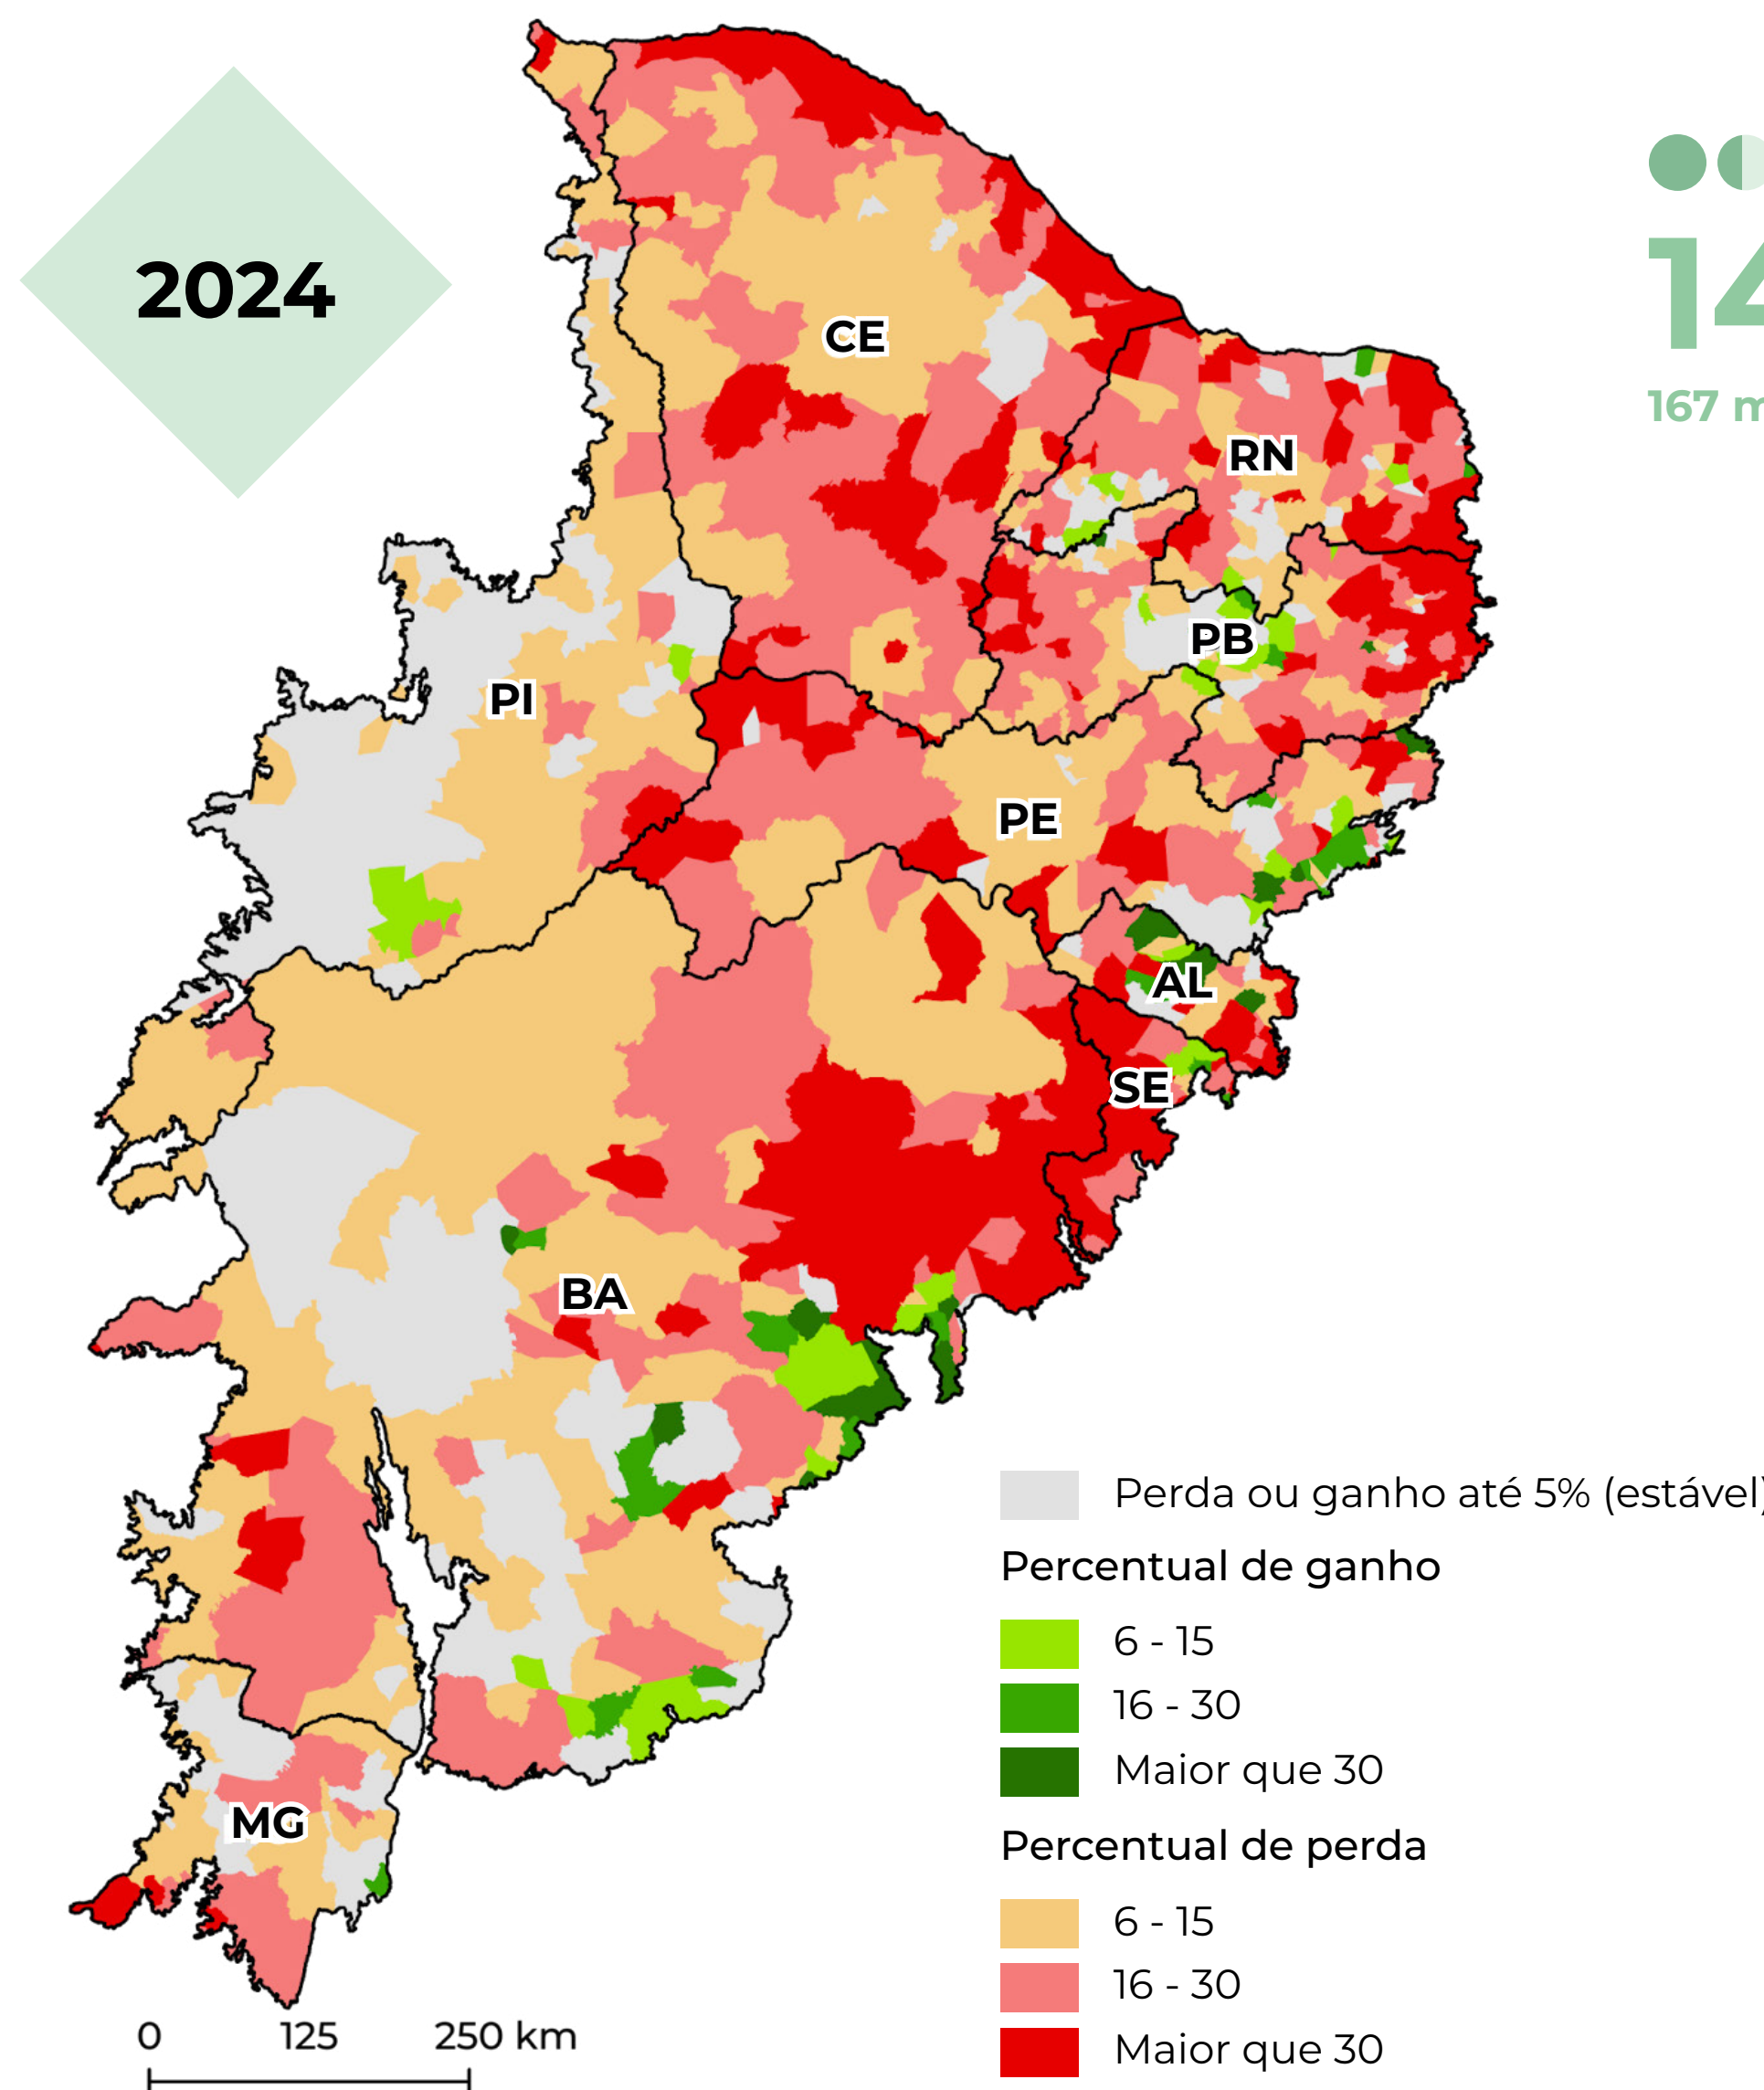 2024
14
167 m
CE
RN
PB
PI
PE
AL
SE
BA
MG
Perda ou ganho até 5% (estável)
Percentual de ganho
6 - 15
16 - 30
Maior que 30
Percentual de perda
6 - 15
16 - 30
Maior que 30
0 125 250 km